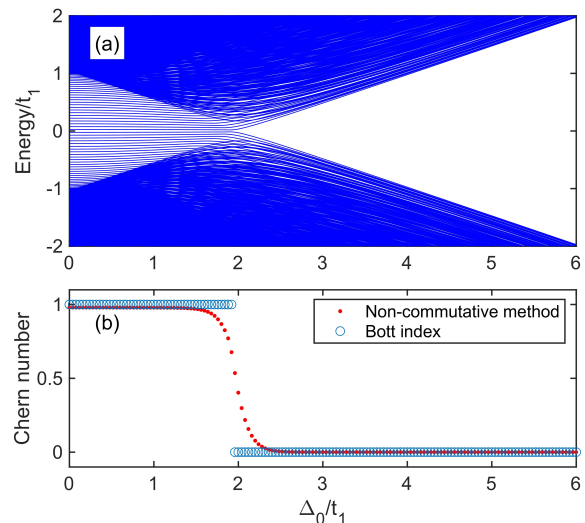 2
(a)
1
Energy/t₁
0
-1
-2
0 1 2 3 4 5 6
1
(b)
Non-commutative method
Bott index
Chern number
0.5
0
0 1 2 3 4 5 6
Δ₀/t₁